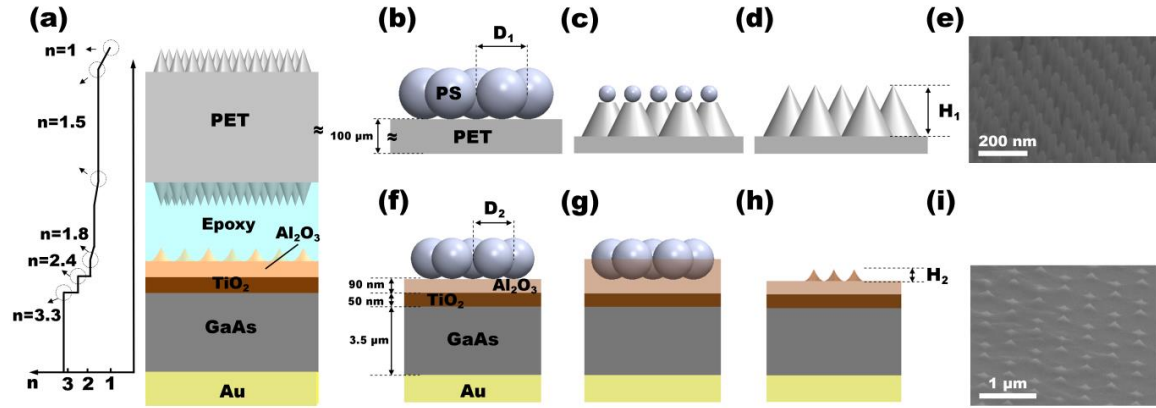 (a)
n=1
n=1.5
n=1.8
n=2.4
n=3.3
n 3 2 1
PET
Epoxy
Al₂O₃
TiO₂
GaAs
Au
≈ 100 µm ≈
(b)
D₁
PS
PET
(c)
(d)
H₁
(e)
200 nm
(f)
D₂
90 nm
Al₂O₃
50 nm
TiO₂
3.5 µm
GaAs
Au
(g)
(h)
H₂
(i)
1 µm